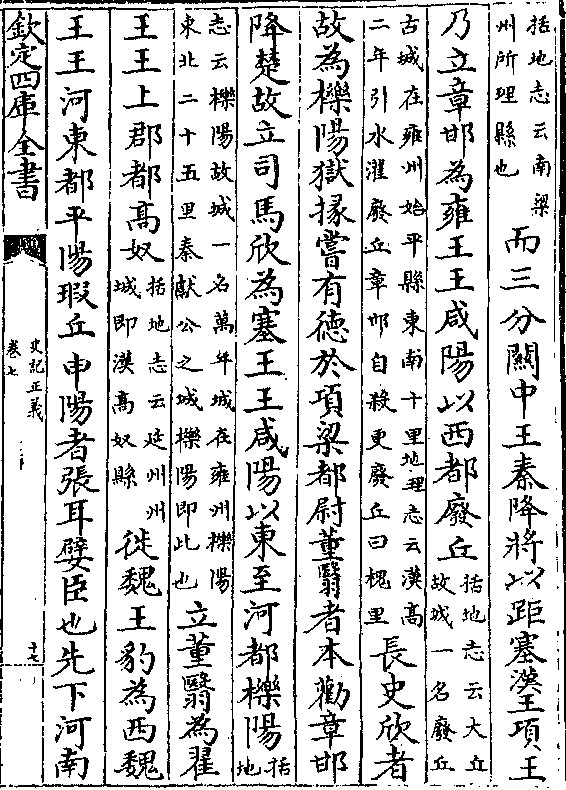 括地志云南梁
州所理縣也
而三分關中王秦降將以距塞漢王項王
乃立章邯為雍王王咸陽以西都廢丘
括地志云犬丘
故城一名廢丘
古城在雍州始平縣東南十里地理志云漢高
二年引水灌廢丘章邯自殺更廢丘曰槐里
長史欣者
故為櫟陽獄掾嘗有德於項梁都尉董翳者本勸章邯
降楚故立司馬欣為塞王王咸陽以東至河都櫟陽
括
地
志云櫟陽故城一名萬年城在雍州櫟陽
東北二十五里秦獻公之城櫟陽即此也
立董翳為翟
王王上郡都髙奴
括地志云延州州
城即漢髙奴縣
徙魏王豹為西魏
王王河東都平陽瑕丘申陽者張耳嬖臣也先下河南
欽定四庫全書
史記正義
卷七
十七